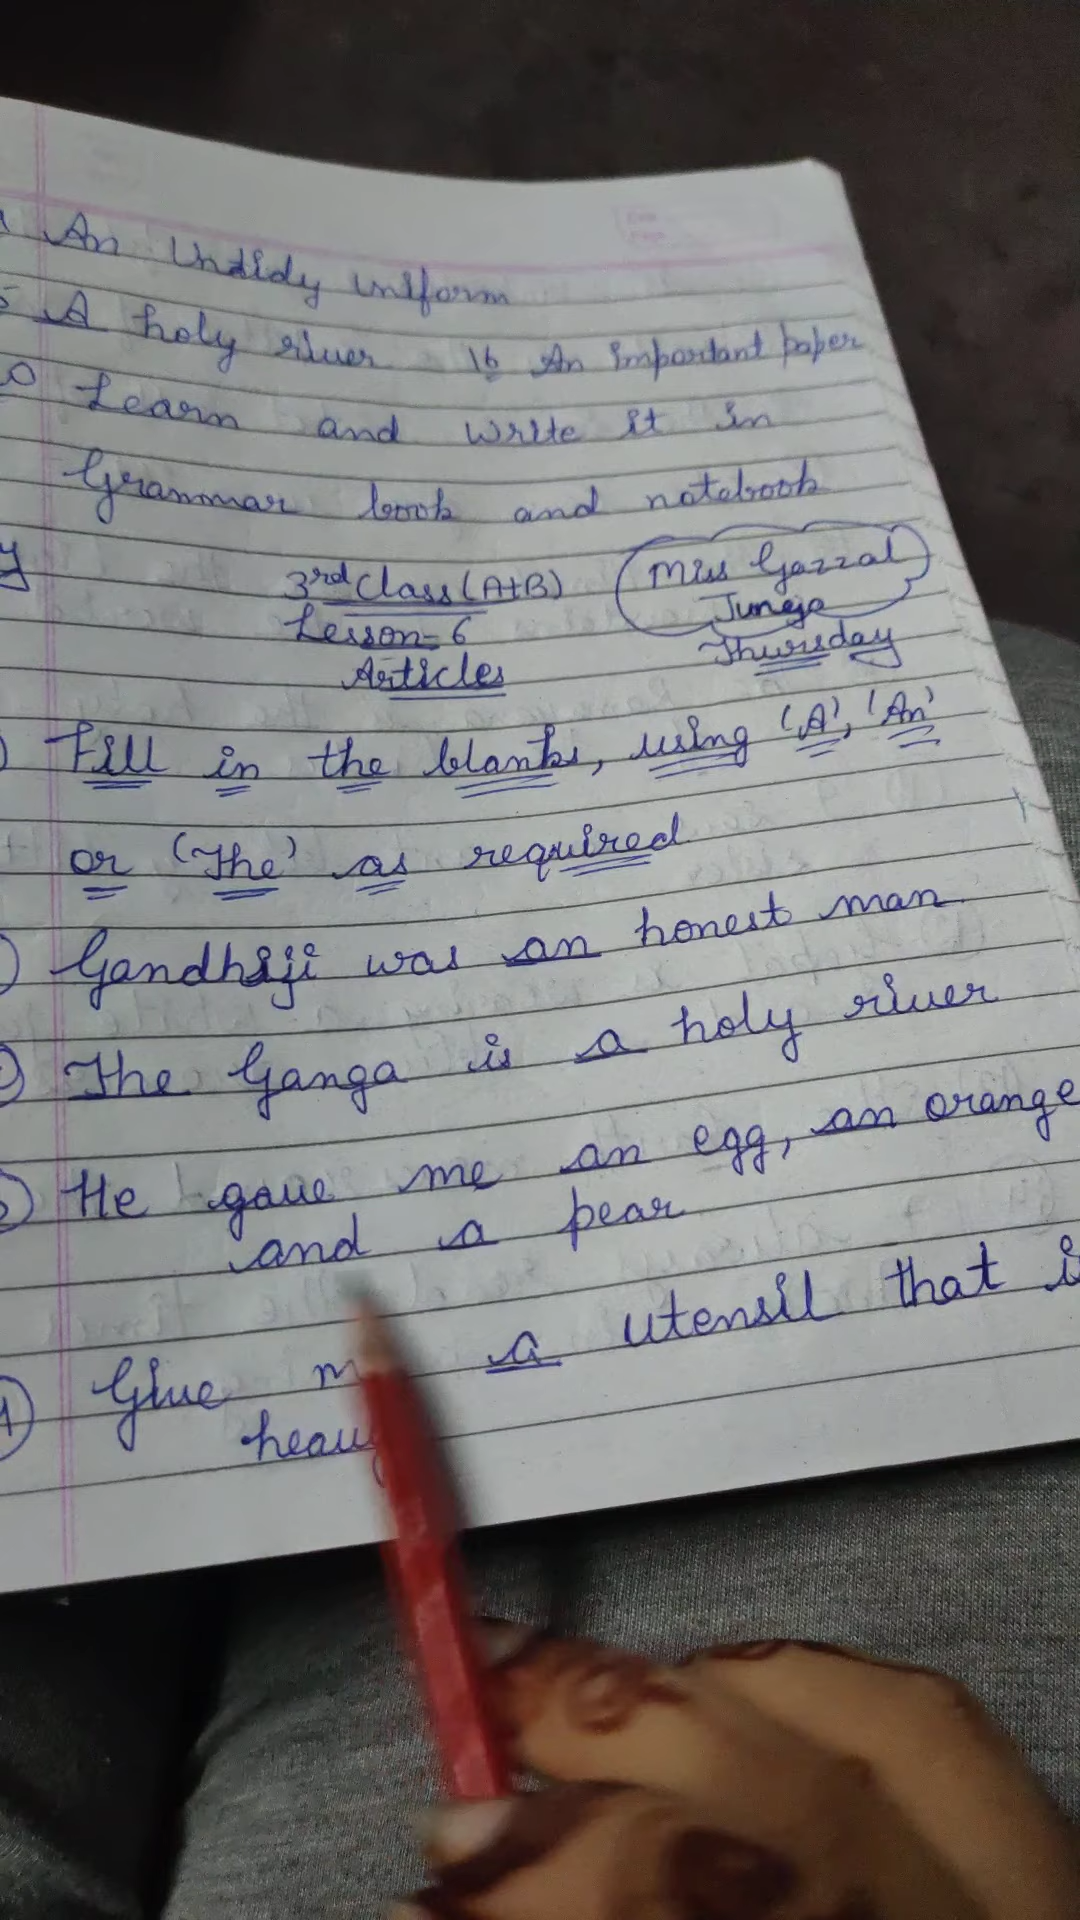 An Undidy uniform
A holy river 16 An important paper
Learn and write it in
Grammar book and notebook
3rd Class (A+B) Miss Gazzal
Juneja
Lesson-6 Thursday
Articles
Fill in the blanks, using 'A', 'An'
or 'The' as required
Gandhiji was an honest man
The Ganga is a holy river
He gave me an egg, an orange
and a pear
Give a utensil that is
heavy